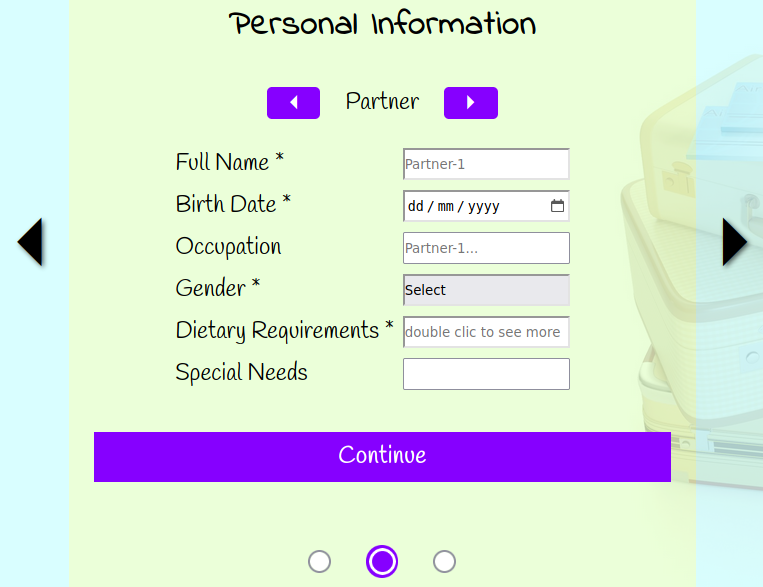 Personal Information
Partner
Full Name * Partner-1
Birth Date * dd / mm / yyyy
Occupation Partner-1...
Gender * Select
Dietary Requirements * double clic to see more
Special Needs
Continue